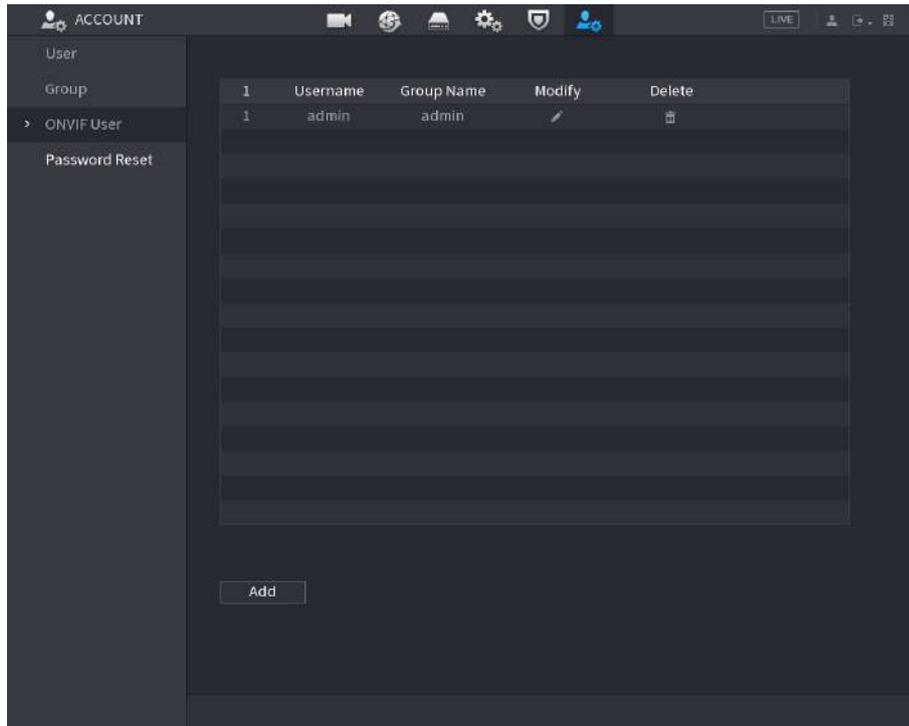 ACCOUNT LIVE
User
Group
ONVIF User
Password Reset
1 Username Group Name Modify Delete
1 admin admin
Add